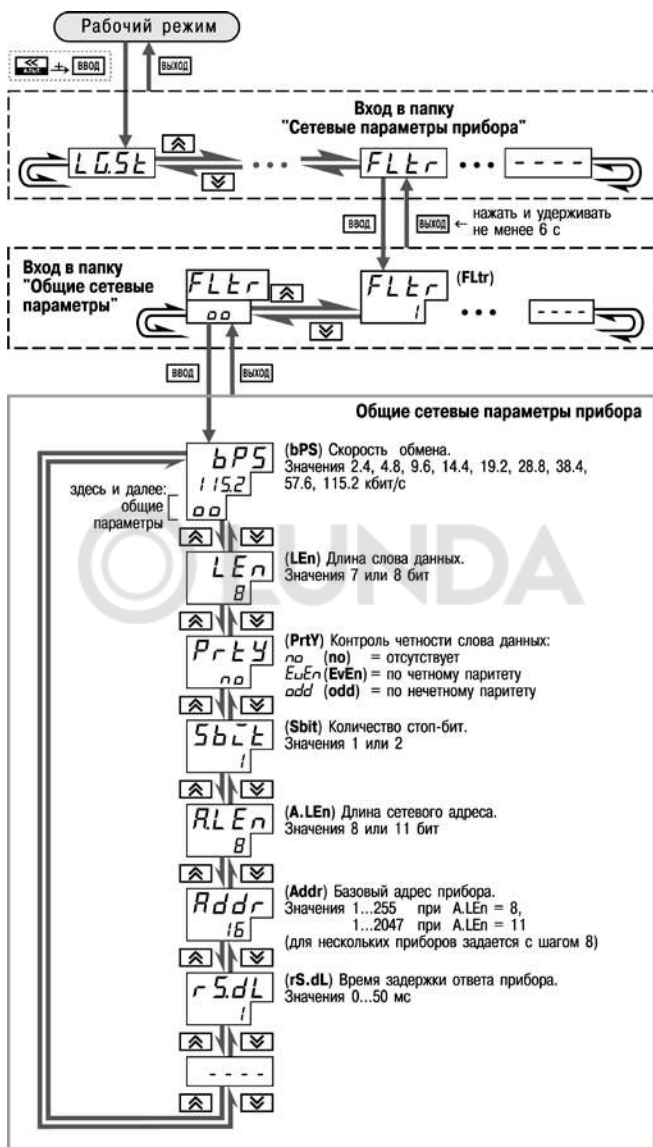 Рабочий режим
≪ АЛЬТ. ВВОД
ВЫХОД
Вход в папку
"Сетевые параметры прибора"
LG.St
• • •
FLtr
• • •
- - - -
ВВОД
ВЫХОД
← нажать и удерживать
не менее 6 с
Вход в папку
"Общие сетевые
параметры"
FLtr
oo
FLtr
1
(FLtr)
• • •
- - - -
ВВОД
ВЫХОД
Общие сетевые параметры прибора
bPS
115.2
oo
(bPS) Скорость обмена.
Значения 2.4, 4.8, 9.6, 14.4, 19.2, 28.8, 38.4,
57.6, 115.2 кбит/с
здесь и далее:
общие
параметры
LUNDA
LEn
8
(LEn) Длина слова данных.
Значения 7 или 8 бит
PrtY
no
(PrtY) Контроль четности слова данных:
no (no) = отсутствует
EvEn (EvEn) = по четному паритету
odd (odd) = по нечетному паритету
Sbit
1
(Sbit) Количество стоп-бит.
Значения 1 или 2
A.LEn
8
(A.LEn) Длина сетевого адреса.
Значения 8 или 11 бит
Addr
16
(Addr) Базовый адрес прибора.
Значения 1...255 при A.LEn = 8,
1...2047 при A.LEn = 11
(для нескольких приборов задается с шагом 8)
rS.dL
1
(rS.dL) Время задержки ответа прибора.
Значения 0...50 мс
- - - -